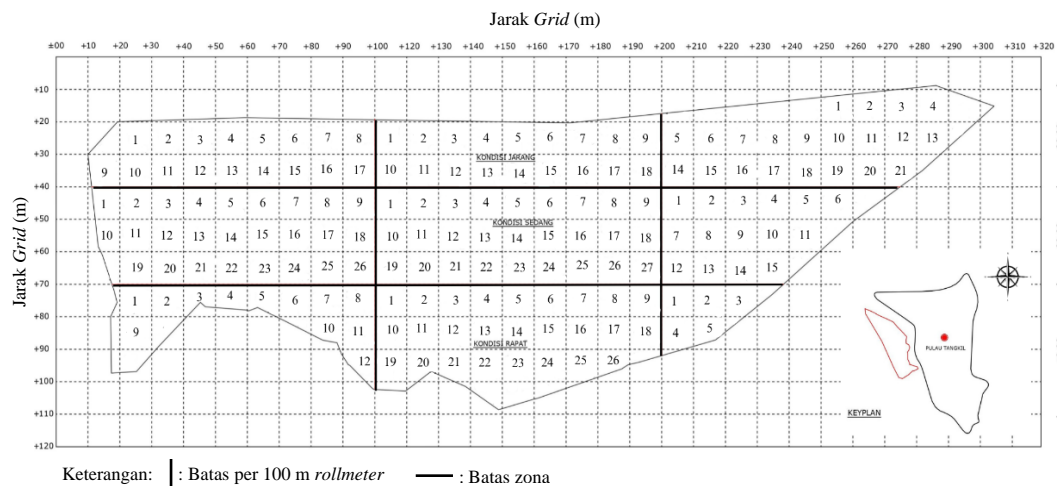 Jarak Grid (m)
±00 +10 +20 +30 +40 +50 +60 +70 +80 +90 +100 +110 +120 +130 +140 +150 +160 +170 +180 +190 +200 +210 +220 +230 +240 +250 +260 +270 +280 +290 +300 +310 +320
+10
1 2 3 4
+20
1 2 3 4 5 6 7 8 1 2 3 4 5 6 7 8 9 5 6 7 8 9 10 11 12 13
+30
KONDISI JARANG
9 10 11 12 13 14 15 16 17 10 11 12 13 14 15 16 17 18 14 15 16 17 18 19 20 21
+40
1 2 3 4 5 6 7 8 9 1 2 3 4 5 6 7 8 9 1 2 3 4 5 6
+50
KONDISI SEDANG
10 11 12 13 14 15 16 17 18 10 11 12 13 14 15 16 17 18 7 8 9 10 11
+60
19 20 21 22 23 24 25 26 19 20 21 22 23 24 25 26 27 12 13 14 15
+70
1 2 3 4 5 6 7 8 1 2 3 4 5 6 7 8 9 1 2 3
+80
9 10 11 10 11 12 13 14 15 16 17 18 4 5
+90
KONDISI RAPAT
12 19 20 21 22 23 24 25 26
+100
+110
+120
Jarak Grid (m)
PULAU TANGKIL
KEYPLAN
Keterangan: : Batas per 100 m rollmeter : Batas zona